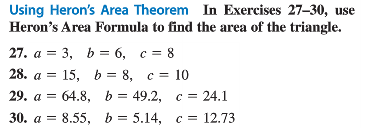 Using Heron's Area Theorem In Exercises 27–30, use
Heron's Area Formula to find the area of the triangle.
27. a = 3, b = 6, c = 8
28. a = 15, b = 8, c = 10
29. a = 64.8, b = 49.2, c = 24.1
30. a = 8.55, b = 5.14, c = 12.73